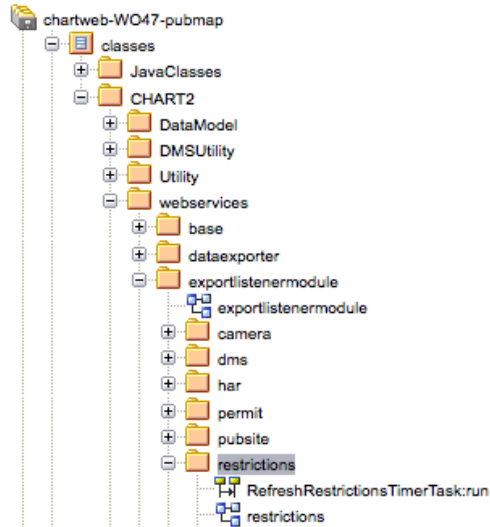 chartweb-WO47-pubmap
classes
JavaClasses
CHART2
DataModel
DMSUtility
Utility
webservices
base
dataexporter
exportlistenermodule
exportlistenermodule
camera
dms
har
permit
pubsite
restrictions
RefreshRestrictionsTimerTask:run
restrictions